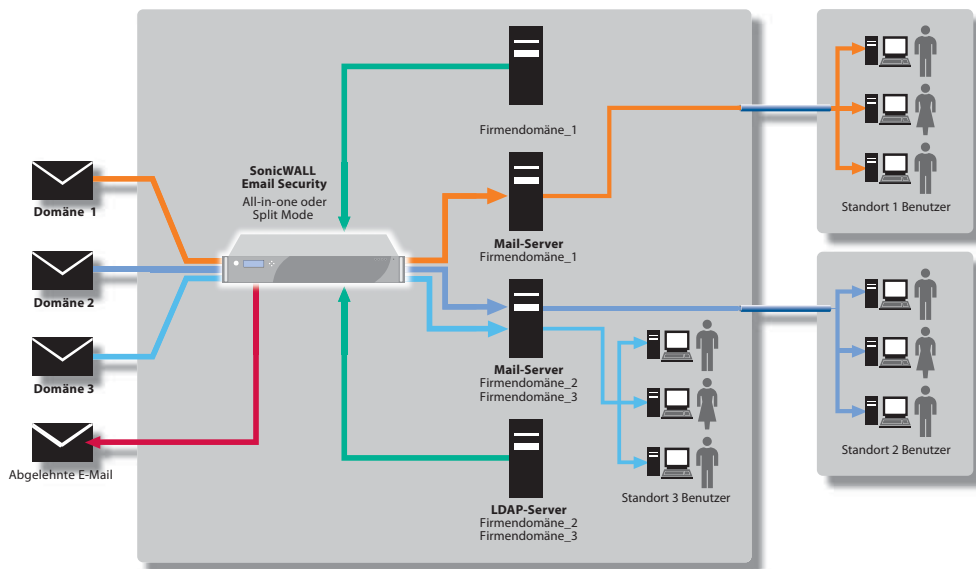 Firmendomäne_1
SonicWALL
Email Security
All-in-one oder
Split Mode
Domäne 1
Domäne 2
Domäne 3
Abgelehnte E-Mail
Mail-Server
Firmendomäne_1
Mail-Server
Firmendomäne_2
Firmendomäne_3
LDAP-Server
Firmendomäne_2
Firmendomäne_3
Standort 1 Benutzer
Standort 2 Benutzer
Standort 3 Benutzer